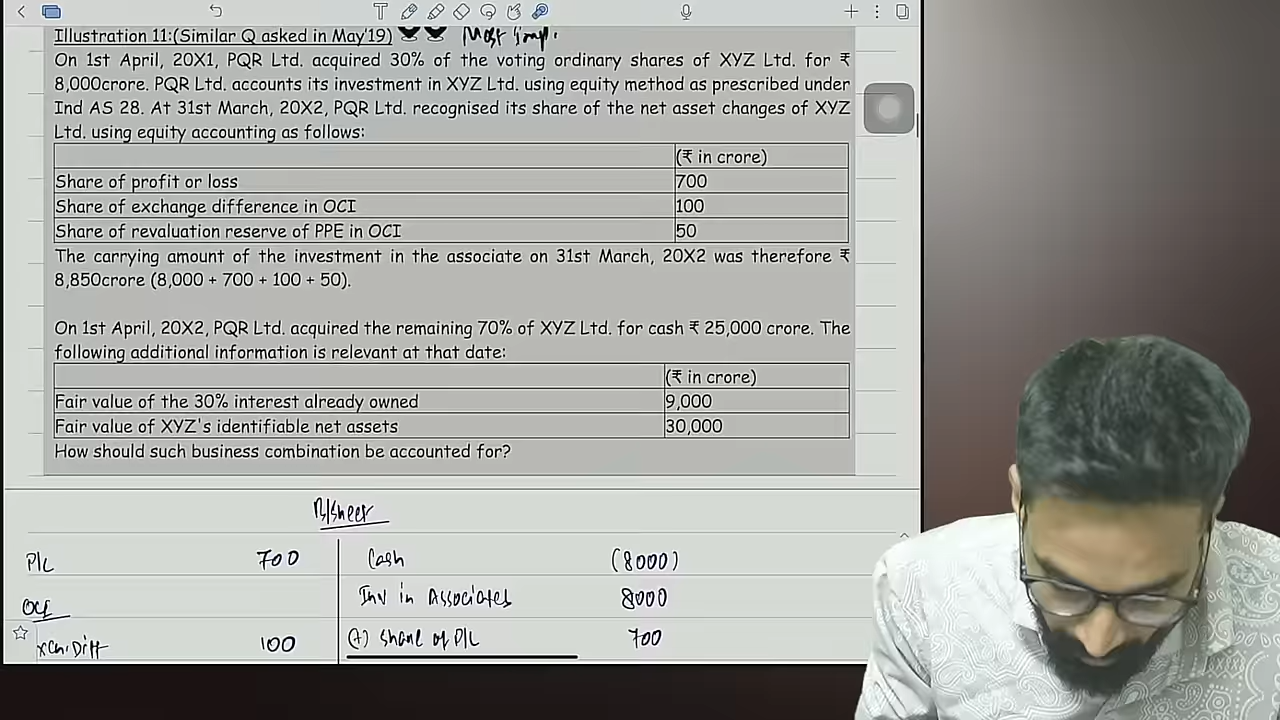 Illustration 11:(Similar Q asked in May'19) Most Imp.
On 1st April, 20X1, PQR Ltd. acquired 30% of the voting ordinary shares of XYZ Ltd. for ₹
8,000crore. PQR Ltd. accounts its investment in XYZ Ltd. using equity method as prescribed under
Ind AS 28. At 31st March, 20X2, PQR Ltd. recognised its share of the net asset changes of XYZ
Ltd. using equity accounting as follows:
(₹ in crore)
Share of profit or loss 700
Share of exchange difference in OCI 100
Share of revaluation reserve of PPE in OCI 50
The carrying amount of the investment in the associate on 31st March, 20X2 was therefore ₹
8,850crore (8,000 + 700 + 100 + 50).
On 1st April, 20X2, PQR Ltd. acquired the remaining 70% of XYZ Ltd. for cash ₹ 25,000 crore. The
following additional information is relevant at that date:
(₹ in crore)
Fair value of the 30% interest already owned 9,000
Fair value of XYZ's identifiable net assets 30,000
How should such business combination be accounted for?
B/Sheet
P/L 700 Cash (8000)
OCI Inv in Associates 8000
xch.Diff 100 (+) Share of P/L 700